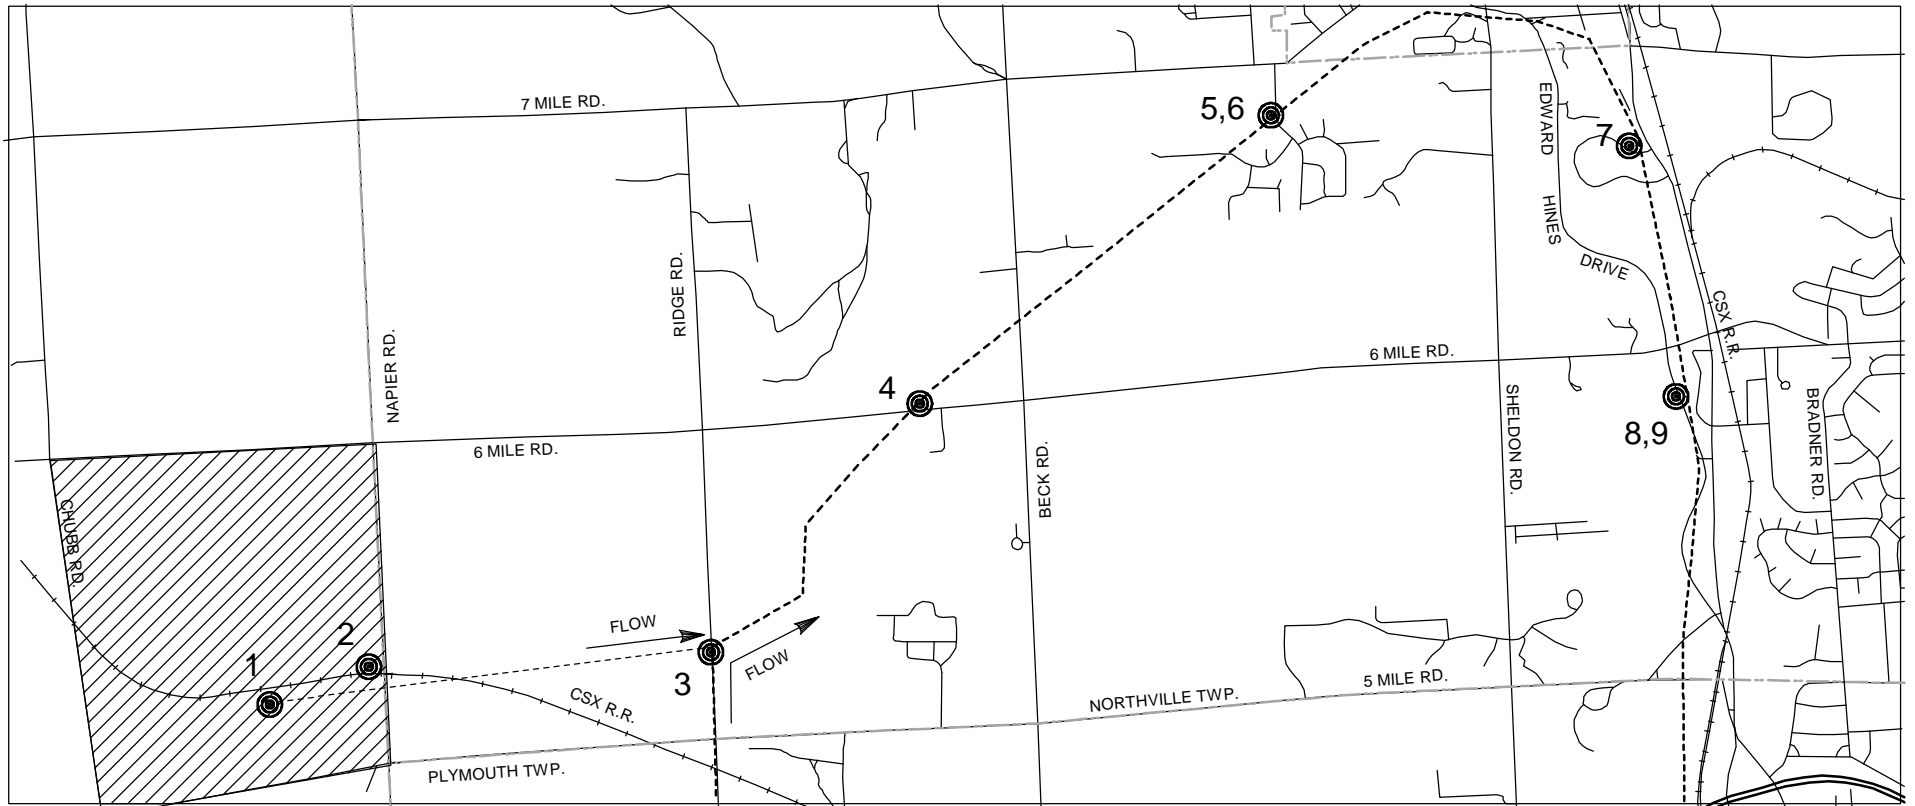 7 MILE RD.
5,6
7
EDWARD
HINES
DRIVE
NAPIER RD.
RIDGE RD.
CSX R.R.
6 MILE RD.
4
SHELDON RD.
BRADNER RD.
8,9
6 MILE RD.
BECK RD.
CHUBB RD.
FLOW
2
1
3
FLOW
CSX R.R.
5 MILE RD.
NORTHVILLE TWP.
PLYMOUTH TWP.